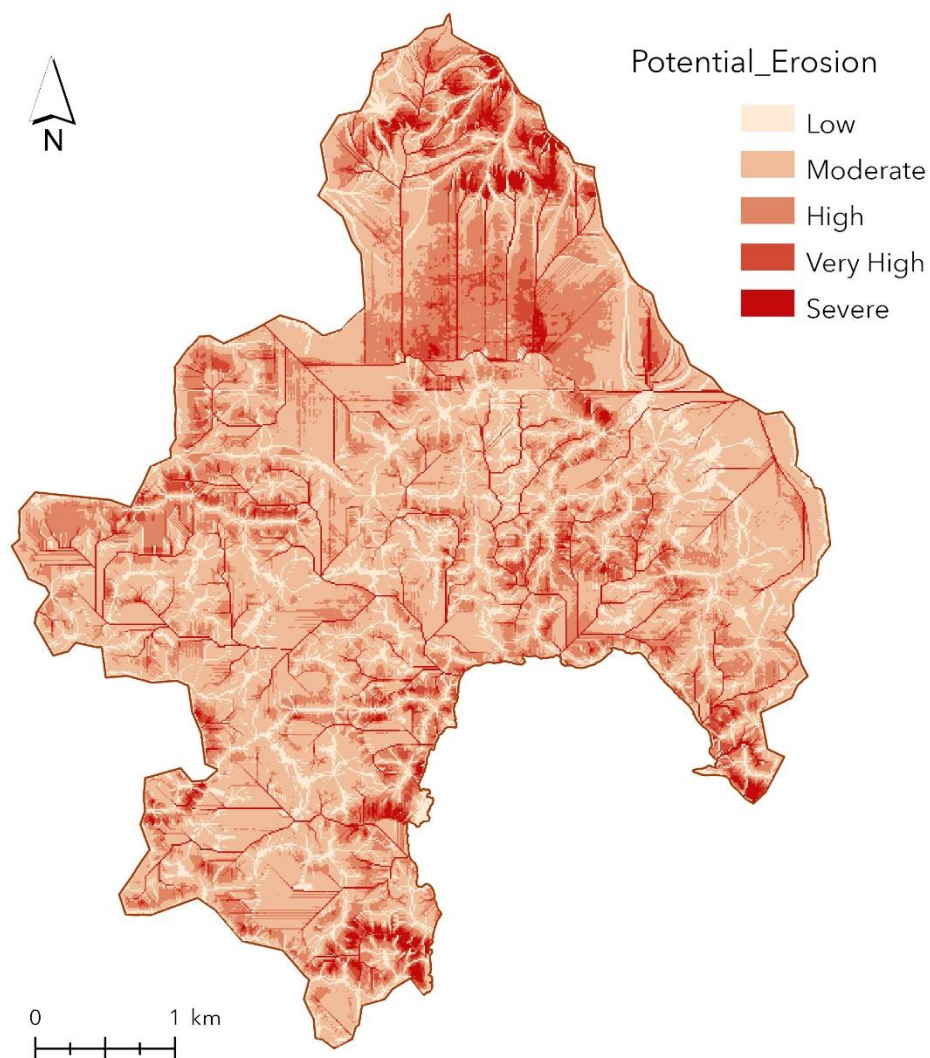 N
Potential_Erosion
Low
Moderate
High
Very High
Severe
0 1 km